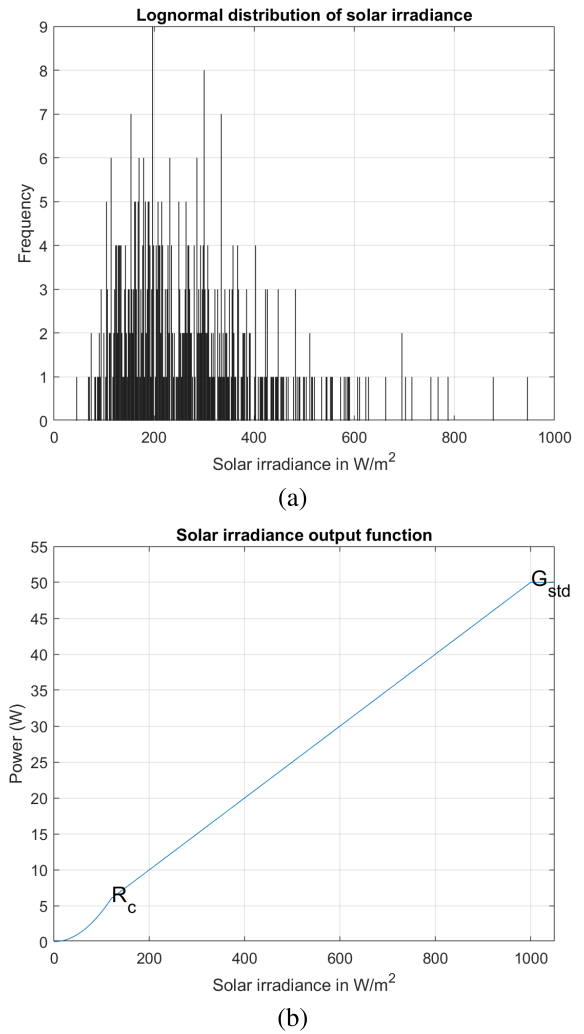 Lognormal distribution of solar irradiance
9
8
7
6
5
4
3
2
1
0
Frequency
0 200 400 600 800 1000
Solar irradiance in W/m²
(a)
Solar irradiance output function
55
50
45
40
35
30
25
20
15
10
5
0
Power (W)
G_std
R_c
0 200 400 600 800 1000
Solar irradiance in W/m²
(b)